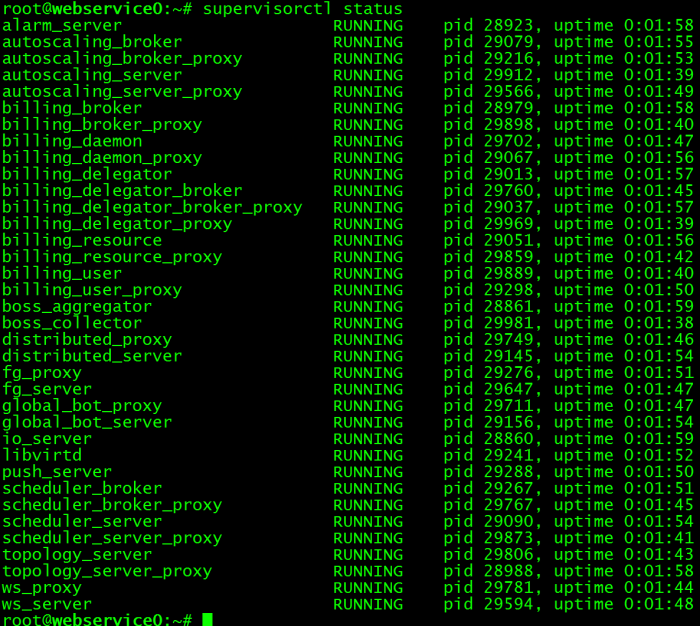 root@webservice0:~# supervisorctl status
alarm_server RUNNING pid 28923, uptime 0:01:58
autoscaling_broker RUNNING pid 29079, uptime 0:01:55
autoscaling_broker_proxy RUNNING pid 29216, uptime 0:01:53
autoscaling_server RUNNING pid 29912, uptime 0:01:39
autoscaling_server_proxy RUNNING pid 29566, uptime 0:01:49
billing_broker RUNNING pid 28979, uptime 0:01:58
billing_broker_proxy RUNNING pid 29898, uptime 0:01:40
billing_daemon RUNNING pid 29702, uptime 0:01:47
billing_daemon_proxy RUNNING pid 29067, uptime 0:01:56
billing_delegator RUNNING pid 29013, uptime 0:01:57
billing_delegator_broker RUNNING pid 29760, uptime 0:01:45
billing_delegator_broker_proxy RUNNING pid 29037, uptime 0:01:57
billing_delegator_proxy RUNNING pid 29969, uptime 0:01:39
billing_resource RUNNING pid 29051, uptime 0:01:56
billing_resource_proxy RUNNING pid 29859, uptime 0:01:42
billing_user RUNNING pid 29889, uptime 0:01:40
billing_user_proxy RUNNING pid 29298, uptime 0:01:50
boss_aggregator RUNNING pid 28861, uptime 0:01:59
boss_collector RUNNING pid 29981, uptime 0:01:38
distributed_proxy RUNNING pid 29749, uptime 0:01:46
distributed_server RUNNING pid 29145, uptime 0:01:54
fg_proxy RUNNING pid 29276, uptime 0:01:51
fg_server RUNNING pid 29647, uptime 0:01:47
global_bot_proxy RUNNING pid 29711, uptime 0:01:47
global_bot_server RUNNING pid 29156, uptime 0:01:54
io_server RUNNING pid 28860, uptime 0:01:59
libvirtd RUNNING pid 29241, uptime 0:01:52
push_server RUNNING pid 29288, uptime 0:01:50
scheduler_broker RUNNING pid 29267, uptime 0:01:51
scheduler_broker_proxy RUNNING pid 29767, uptime 0:01:45
scheduler_server RUNNING pid 29090, uptime 0:01:54
scheduler_server_proxy RUNNING pid 29873, uptime 0:01:41
topology_server RUNNING pid 29806, uptime 0:01:43
topology_server_proxy RUNNING pid 28988, uptime 0:01:58
ws_proxy RUNNING pid 29781, uptime 0:01:44
ws_server RUNNING pid 29594, uptime 0:01:48
root@webservice0:~#